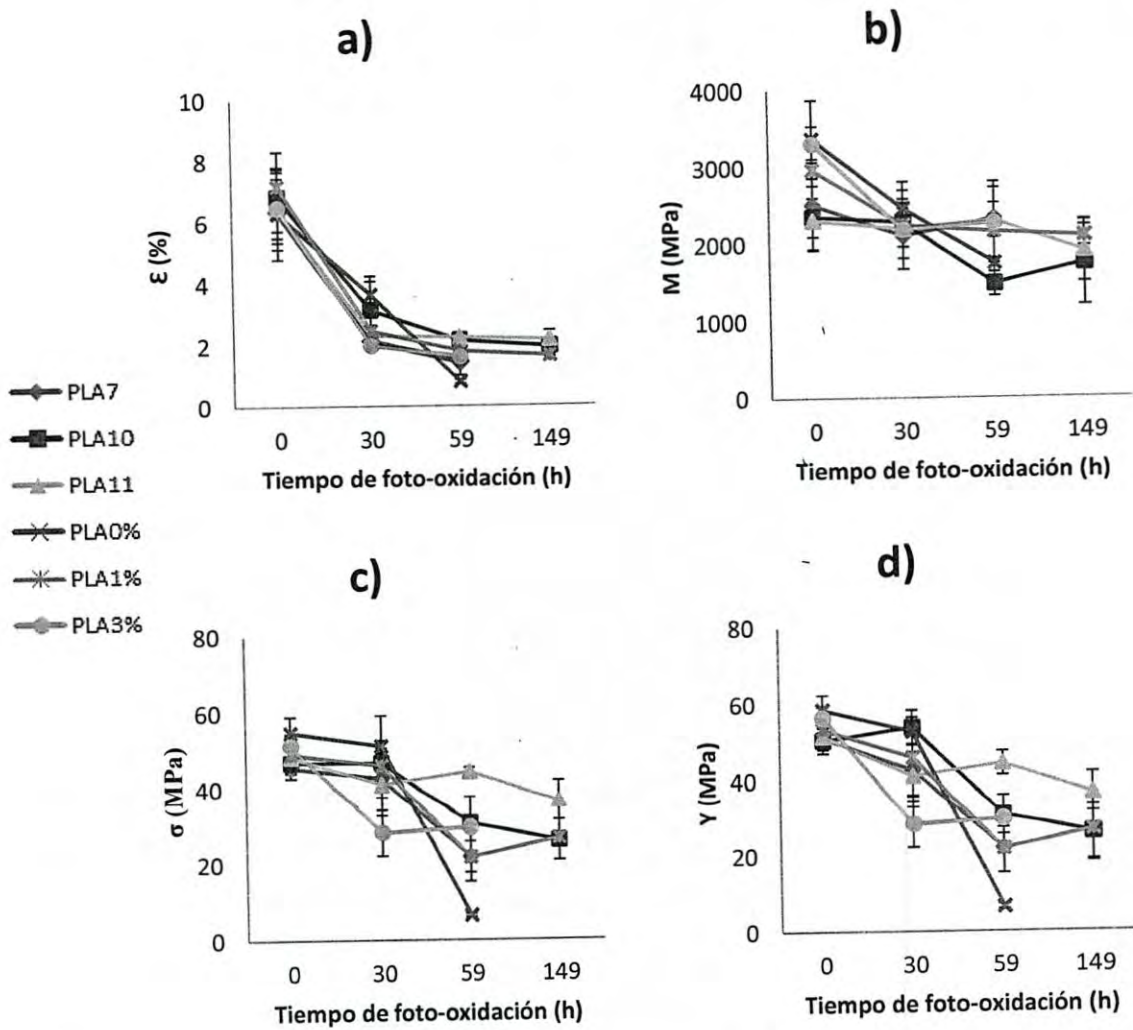 a)
10
8
6
4
2
0
Ɛ (%)
0 30 59 149
Tiempo de foto-oxidación (h)
b)
4000
3000
2000
1000
0
M (MPa)
0 30 59 149
Tiempo de foto-oxidación (h)
PLA7
PLA10
PLA11
PLA0%
PLA1%
PLA3%
c)
80
60
40
20
0
σ (MPa)
0 30 59 149
Tiempo de foto-oxidación (h)
d)
80
60
40
20
0
Y (MPa)
0 30 59 149
Tiempo de foto-oxidación (h)